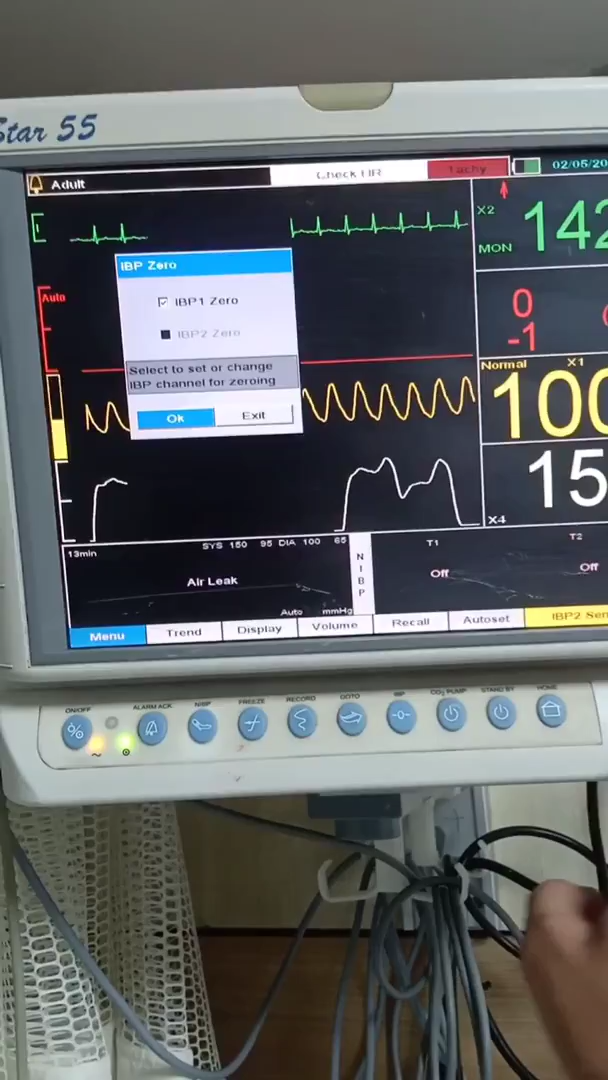 Star 55
Adult
Check HR
Tachy
02/05/20
X2
142
MON
IBP Zero
IBP1 Zero
IBP2 Zero
Select to set or change
IBP channel for zeroing
Ok
Exit
Auto
0
-1
Normal
X1
100
15
X4
13min
SYS 150 95 DIA 100 65
Air Leak
Auto mmHg
NIBP
T1
Off
T2
Off
Menu
Trend
Display
Volume
Recall
Autoset
IBP2 Sen
ON/OFF
ALARM ACK
NIBP
FREEZE
RECORD
GOTO
IBP
CO₂ PUMP
STAND BY
HOME